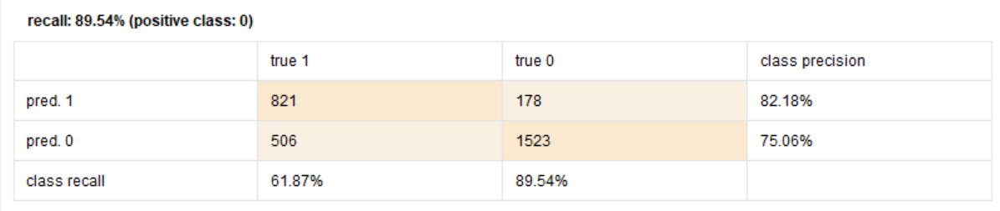 recall: 89.54% (positive class: 0)
true 1 true 0 class precision
pred. 1 821 178 82.18%
pred. 0 506 1523 75.06%
class recall 61.87% 89.54%